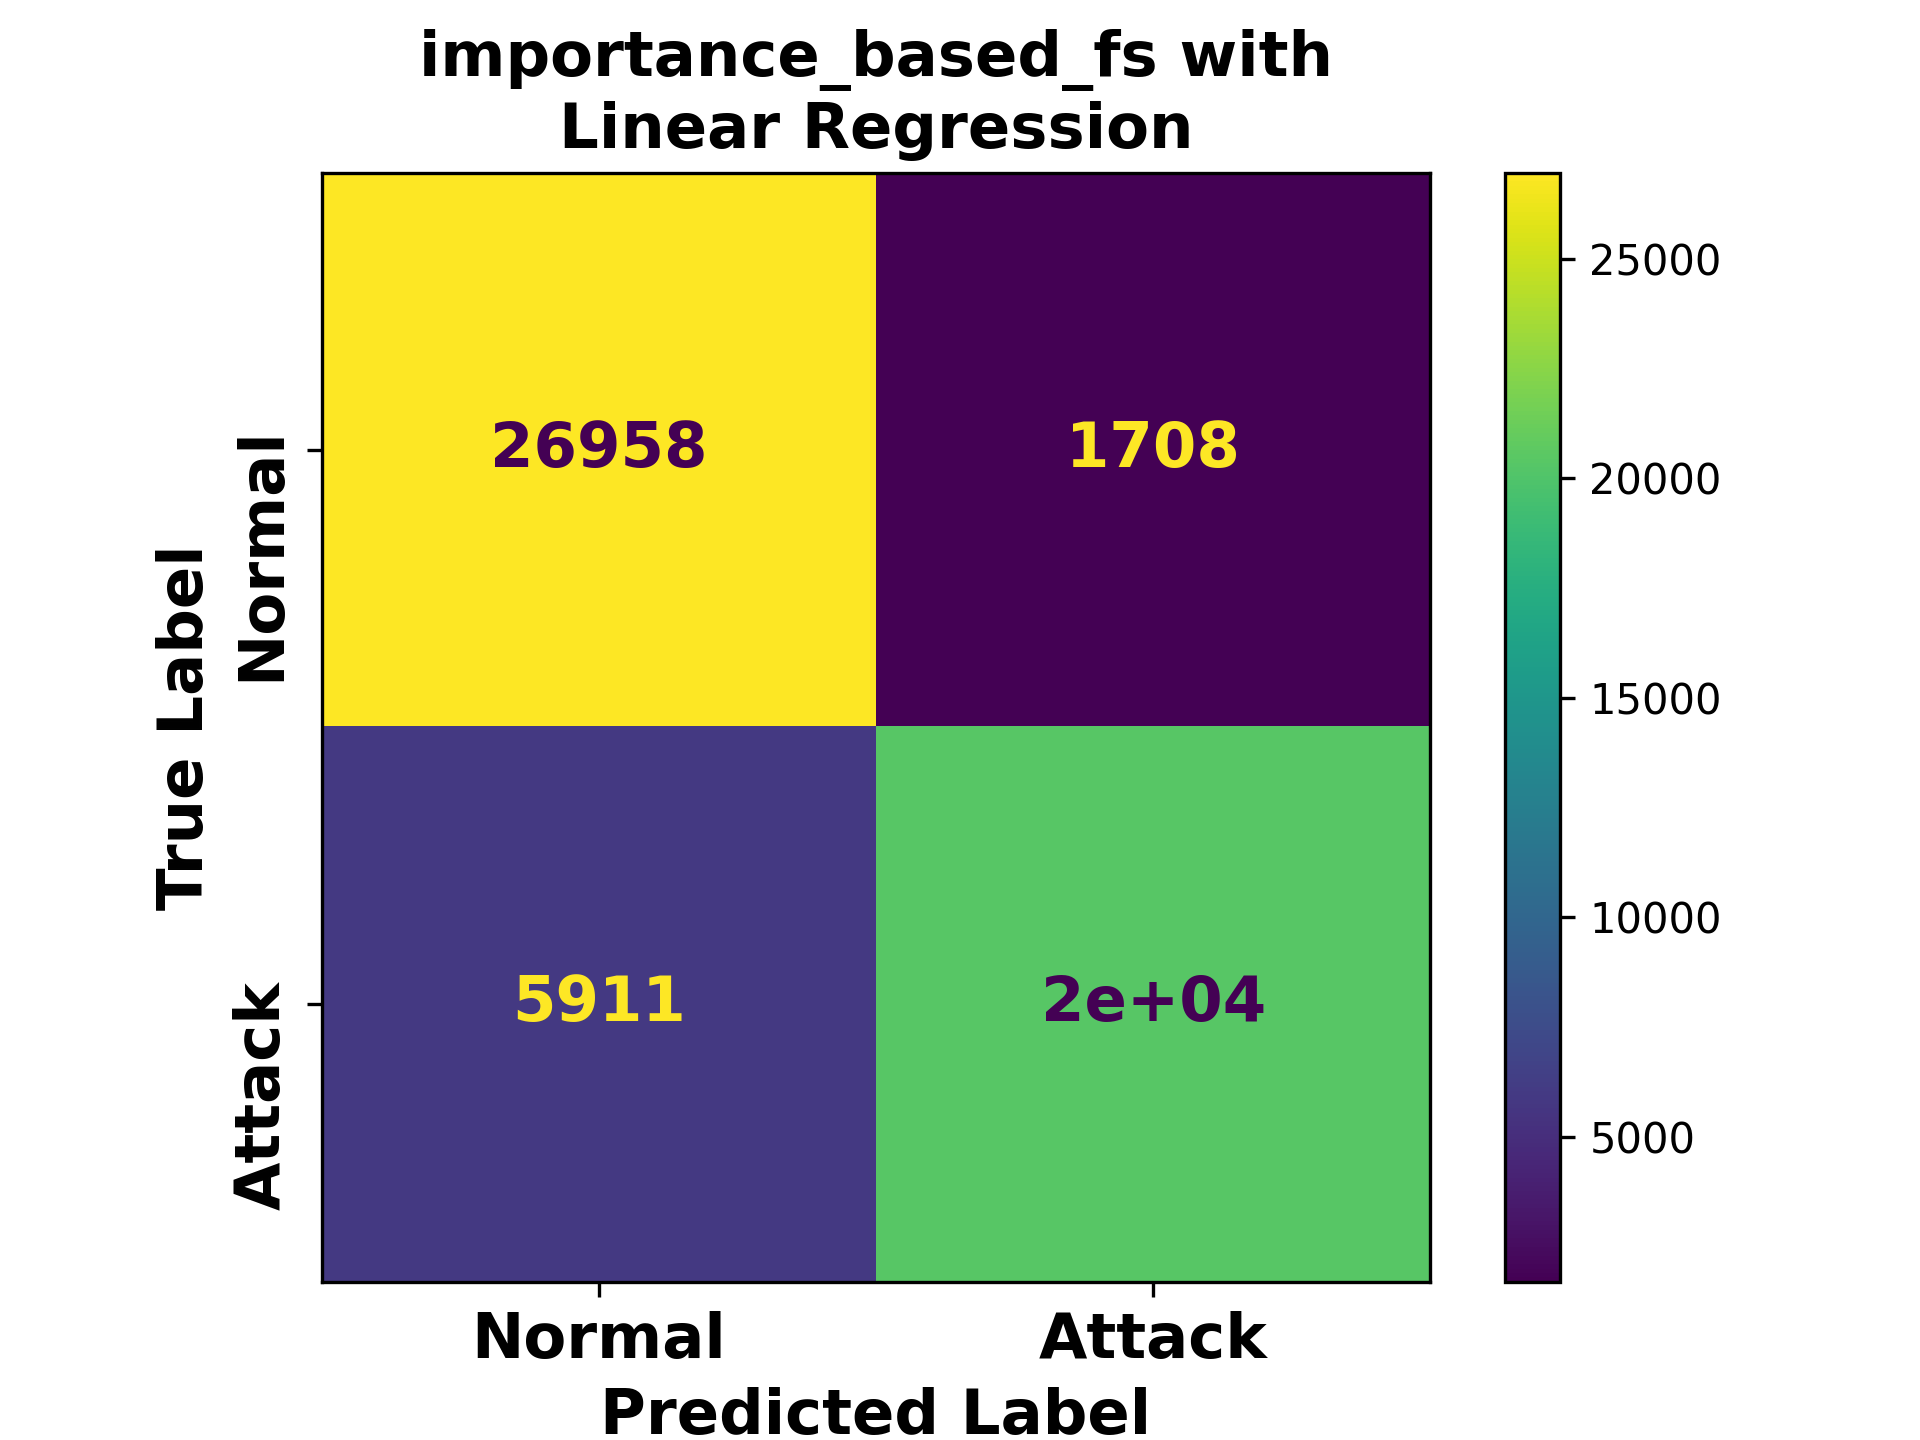 importance_based_fs with
Linear Regression
True Label
Normal
Attack
26958
1708
5911
2e+04
Normal
Attack
Predicted Label
25000
20000
15000
10000
5000